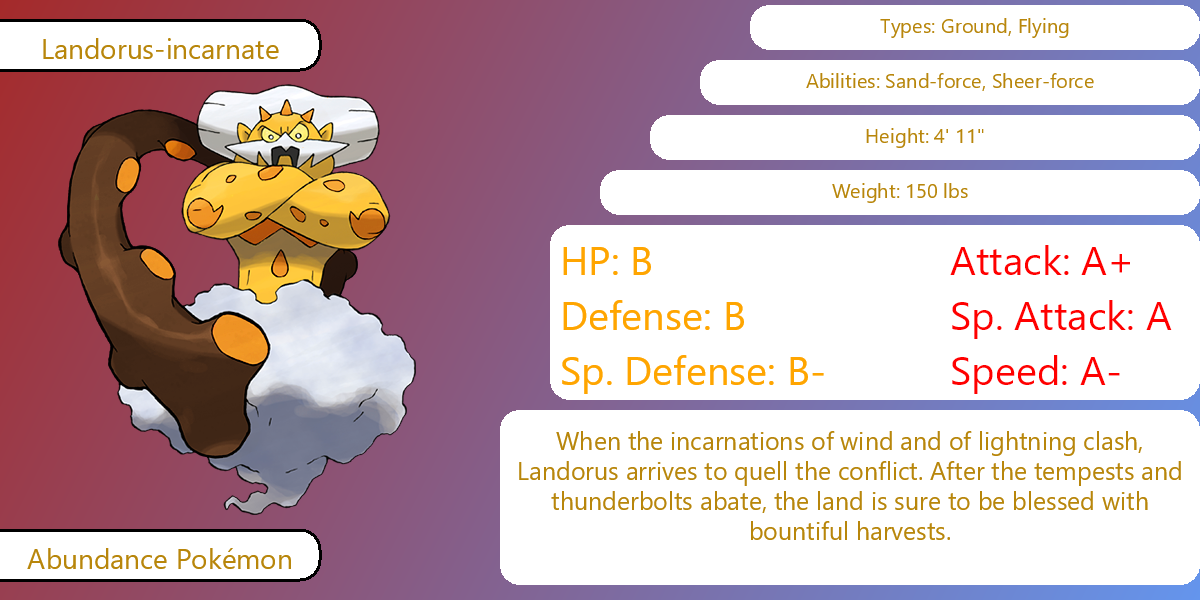 Landorus-incarnate
Types: Ground, Flying
Abilities: Sand-force, Sheer-force
Height: 4' 11"
Weight: 150 lbs
HP: B
Attack: A+
Defense: B
Sp. Attack: A
Sp. Defense: B-
Speed: A-
When the incarnations of wind and of lightning clash,
Landorus arrives to quell the conflict. After the tempests and
thunderbolts abate, the land is sure to be blessed with
bountiful harvests.
Abundance Pokémon